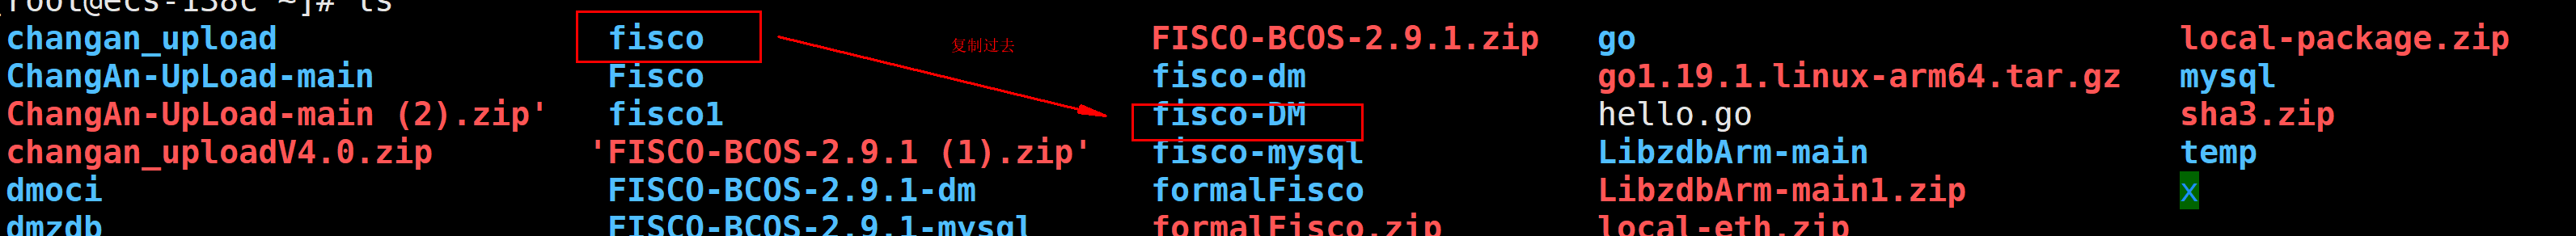 [root@ecs-138c ~]# ls
changan_upload fisco 复制过去 FISCO-BCOS-2.9.1.zip go local-package.zip
ChangAn-UpLoad-main Fisco fisco-dm go1.19.1.linux-arm64.tar.gz mysql
ChangAn-UpLoad-main (2).zip' fisco1 fisco-DM hello.go sha3.zip
changan_uploadV4.0.zip 'FISCO-BCOS-2.9.1 (1).zip' fisco-mysql LibzdbArm-main temp
dmoci FISCO-BCOS-2.9.1-dm formalFisco LibzdbArm-main1.zip x
dmzdb FISCO-BCOS-2.9.1-mysql formalFisco.zip local-eth.zip